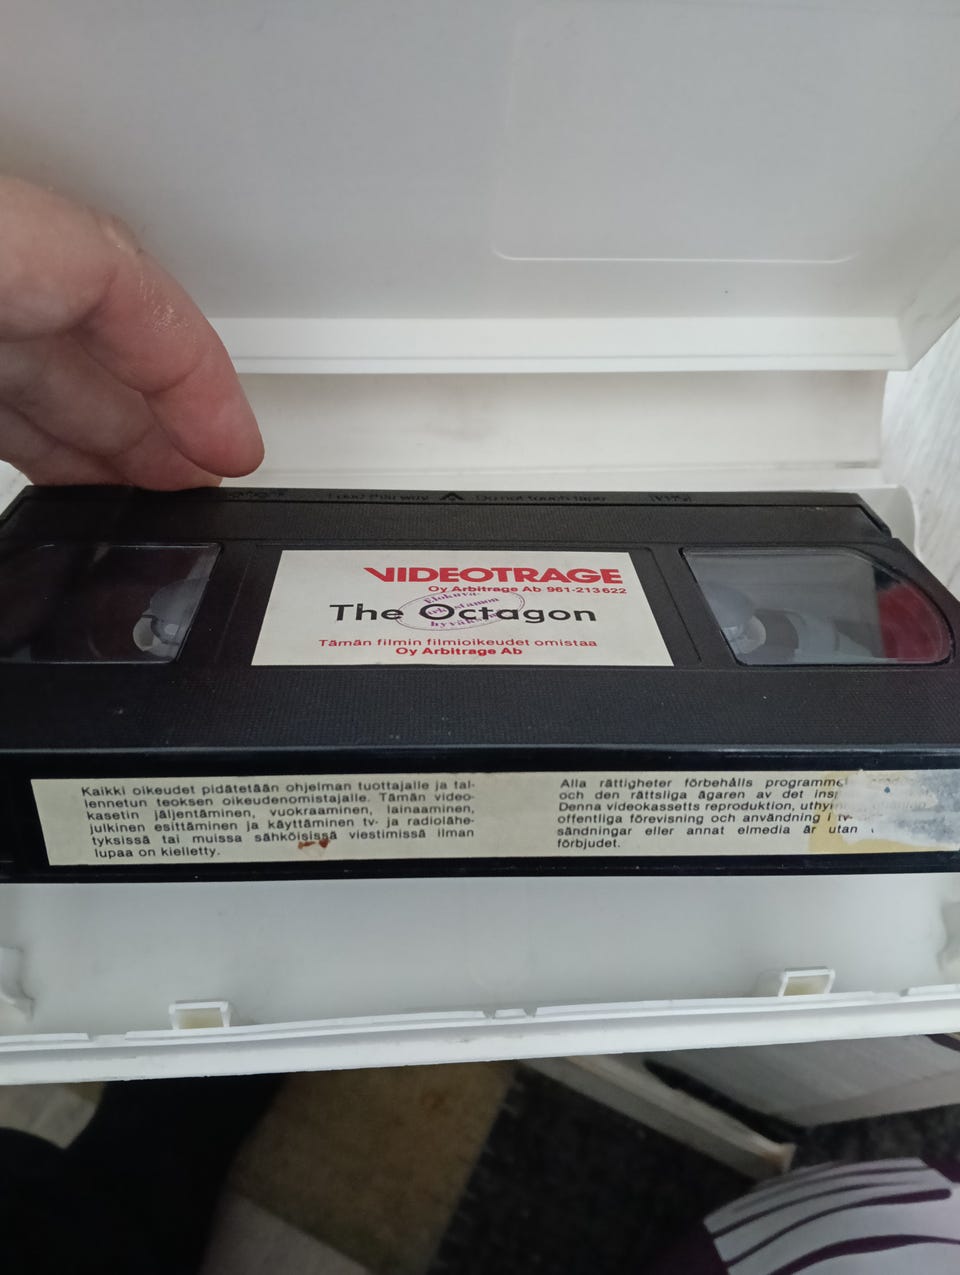 VIDEOTRAGE
Oy Arbitrage Ab 961-213622
The Octagon
Tämän filmin filmioikeudet omistaa
Oy Arbitrage Ab
Kaikki oikeudet pidätetään ohjelman tuottajalle ja tal-
lennetun teoksen oikeudenomistajalle. Tämän video-
kasetin jäljentäminen, vuokraaminen, lainaaminen,
julkinen esittäminen ja käyttäminen tv- ja radiolähe-
tyksissä tai muissa sähköisissä viestimissä ilman
lupaa on kielletty.
Alla rättigheter förbehålls
och den rättsliga ägaren av det
Denna videokassetts reproduktion,
offentliga förevisning och användning i tv-
sändningar eller annat elmedia är utan
förbjudet.